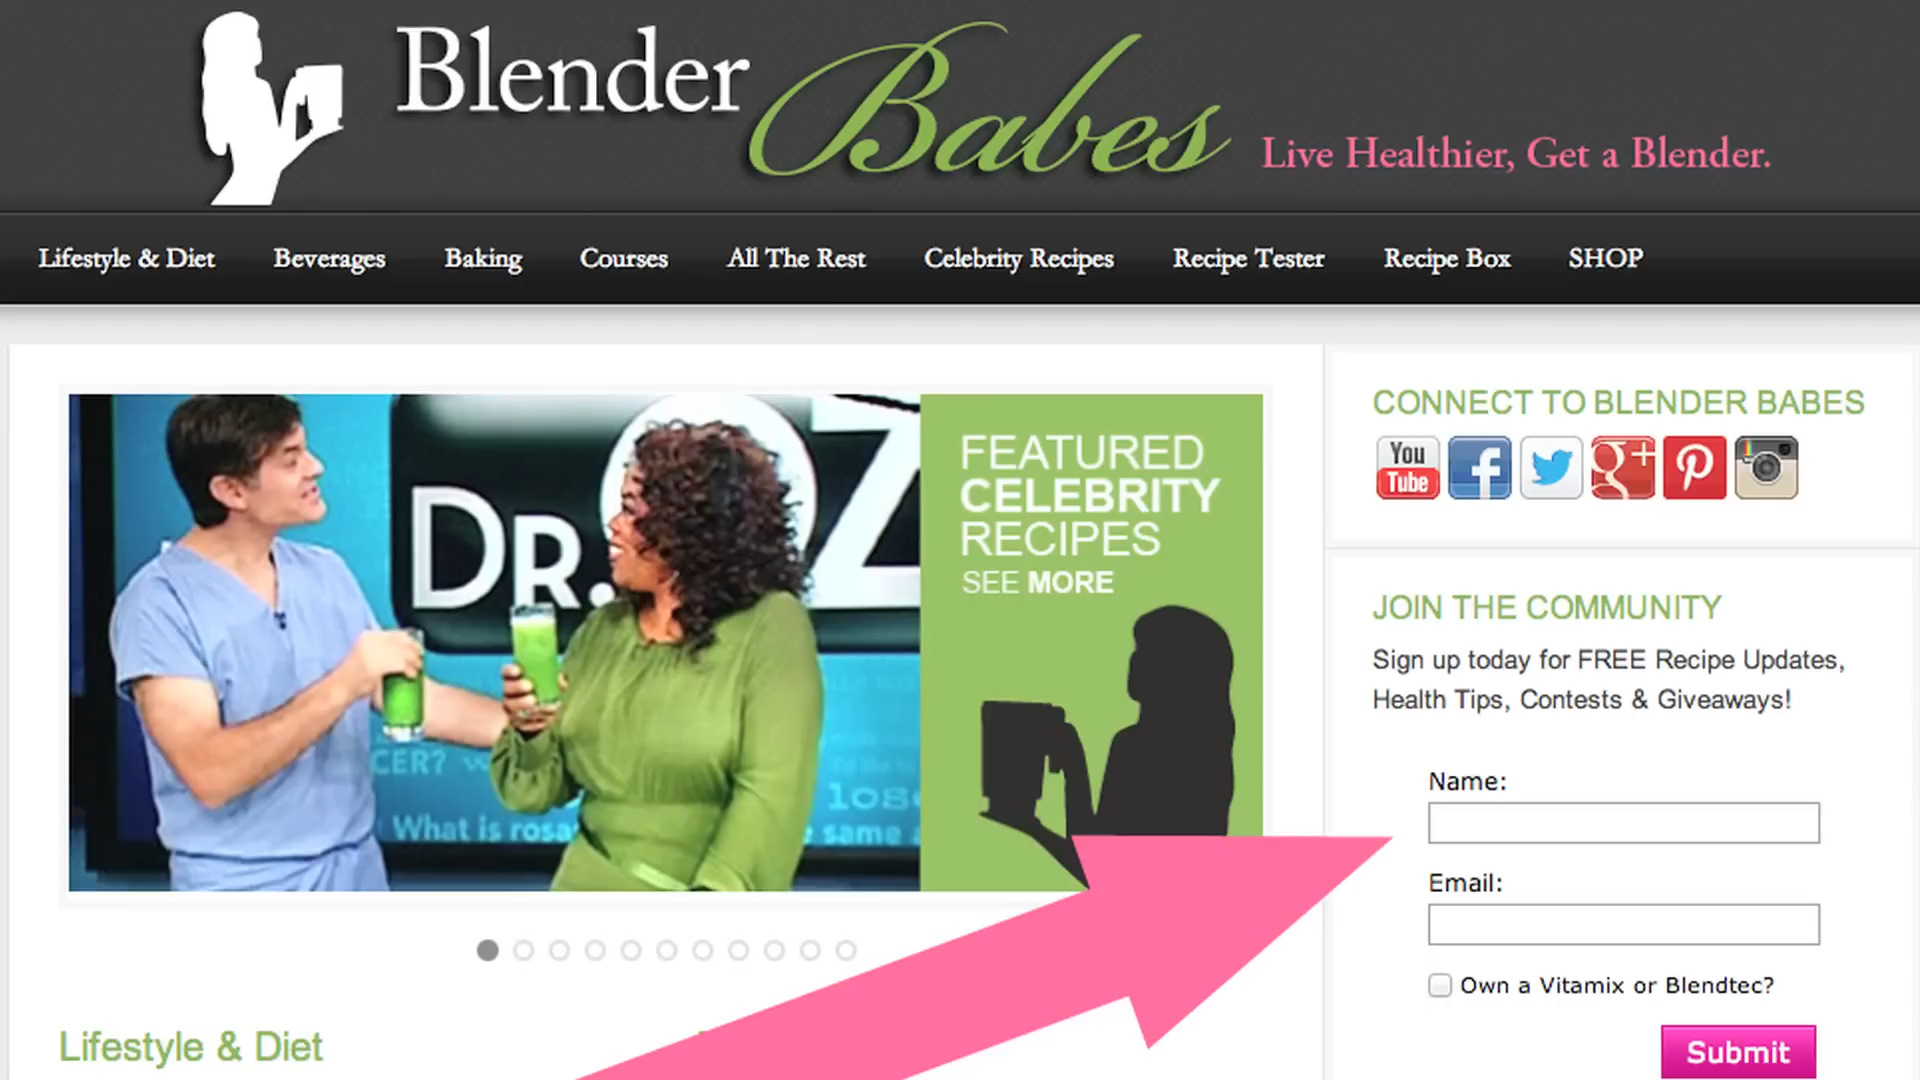 Blender Babes
Live Healthier, Get a Blender.
Lifestyle & Diet Beverages Baking Courses All The Rest Celebrity Recipes Recipe Tester Recipe Box SHOP
DR. OZ
What is rosa
same a
lose
CER?
FEATURED
CELEBRITY
RECIPES
SEE MORE
CONNECT TO BLENDER BABES
You
Tube
f
g+
JOIN THE COMMUNITY
Sign up today for FREE Recipe Updates,
Health Tips, Contests & Giveaways!
Name:
Email:
Own a Vitamix or Blendtec?
Submit
Lifestyle & Diet